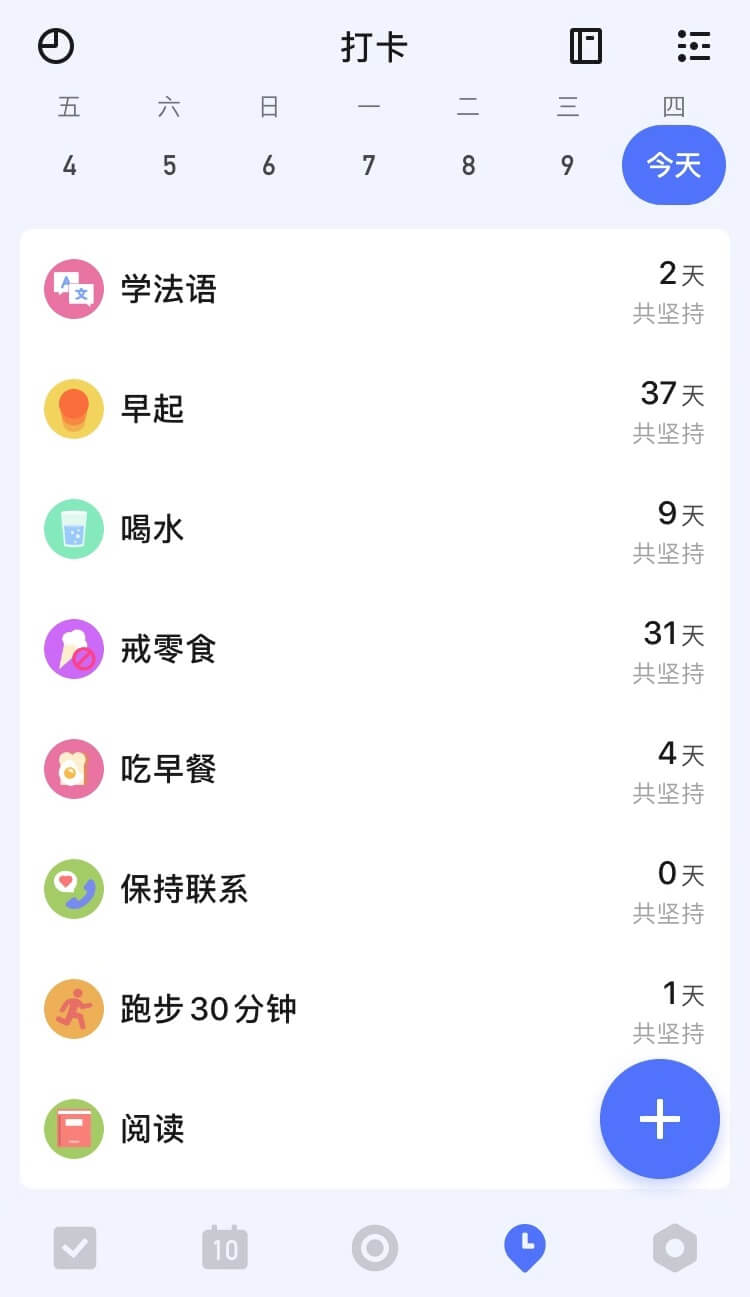 打卡
五 六 日 一 二 三 四
4 5 6 7 8 9 今天
A文
学法语
2天
共坚持
早起
37天
共坚持
喝水
9天
共坚持
戒零食
31天
共坚持
吃早餐
4天
共坚持
保持联系
0天
共坚持
跑步30分钟
1天
共坚持
阅读
10